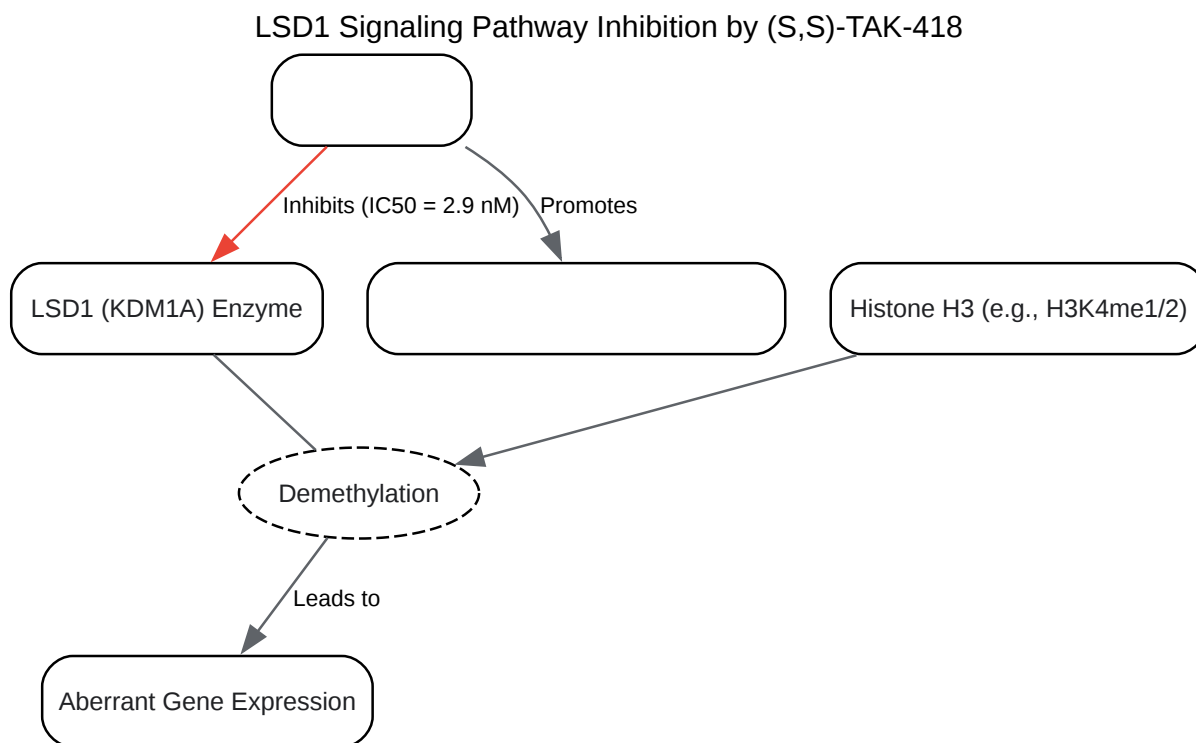 LSD1 Signaling Pathway Inhibition by (S,S)-TAK-418
Inhibits (IC50 = 2.9 nM)
Promotes
LSD1 (KDM1A) Enzyme
Histone H3 (e.g., H3K4me1/2)
Demethylation
Leads to
Aberrant Gene Expression